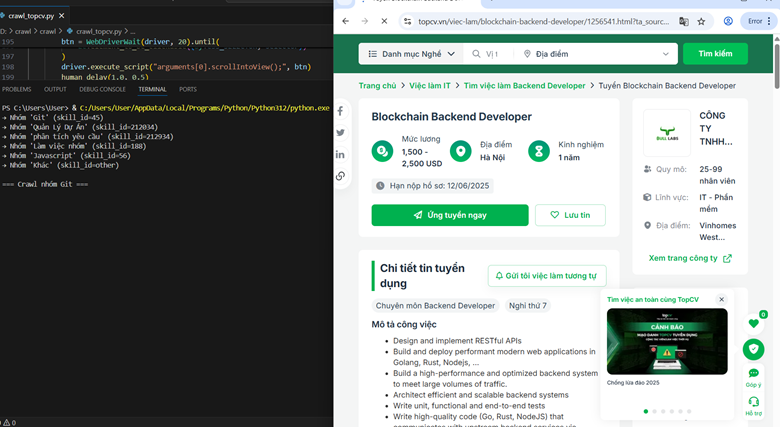 crawl_topcv.py
D: > crawl > crawl > crawl_topcv.py > ...
195 btn = WebDriverWait(driver, 20).until(
197 )
198 driver.execute_script("arguments[0].scrollIntoView();", btn)
199 human_delay(1.0, 0.5)
PROBLEMS OUTPUT DEBUG CONSOLE TERMINAL PORTS
PS C:\Users\User> & C:/Users/User/AppData/Local/Programs/Python/Python312/python.exe
→ Nhóm 'Git' (skill_id=45)
→ Nhóm 'Quản Lý Dự Án' (skill_id=212034)
→ Nhóm 'phân tích yêu cầu' (skill_id=212934)
→ Nhóm 'Làm việc nhóm' (skill_id=188)
→ Nhóm 'Javascript' (skill_id=56)
→ Nhóm 'Khác' (skill_id=other)
=== Crawl nhóm Git ===
0
topcv.vn/viec-lam/blockchain-backend-developer/1256541.html?ta_sourc...
Error
Danh mục Nghề
Vị t
Địa điểm
Tìm kiếm
Trang chủ > Việc làm IT > Tìm việc làm Backend Developer > Tuyển Blockchain Backend Developer
Blockchain Backend Developer
Mức lương
1,500 -
2,500 USD
Địa điểm
Hà Nội
Kinh nghiệm
1 năm
Hạn nộp hồ sơ: 12/06/2025
Ứng tuyển ngay
Lưu tin
BULL LABS
CÔNG
TY
TNHH...
Quy mô: 25-99
nhân viên
Lĩnh vực: IT - Phần
mềm
Địa điểm: Vinhomes
West...
Xem trang công ty
Chi tiết tin tuyển
dụng
Gửi tôi việc làm tương tự
Chuyên môn Backend Developer
Nghỉ thứ 7
Mô tả công việc
• Design and implement RESTful APIs
• Build and deploy performant modern web applications in
Golang, Rust, Nodejs, ...
• Build a high-performance and optimized backend system
to meet large volumes of traffic.
• Architect efficient and scalable backend systems
• Write unit, functional and end-to-end tests
• Write high-quality code (Go, Rust, NodeJS) that
Tìm việc an toàn cùng TopCV
CẢNH BÁO
MẠO DANH TOPCV TUYỂN DỤNG
Chống lừa đảo 2025
0
Góp ý
Hỗ trợ